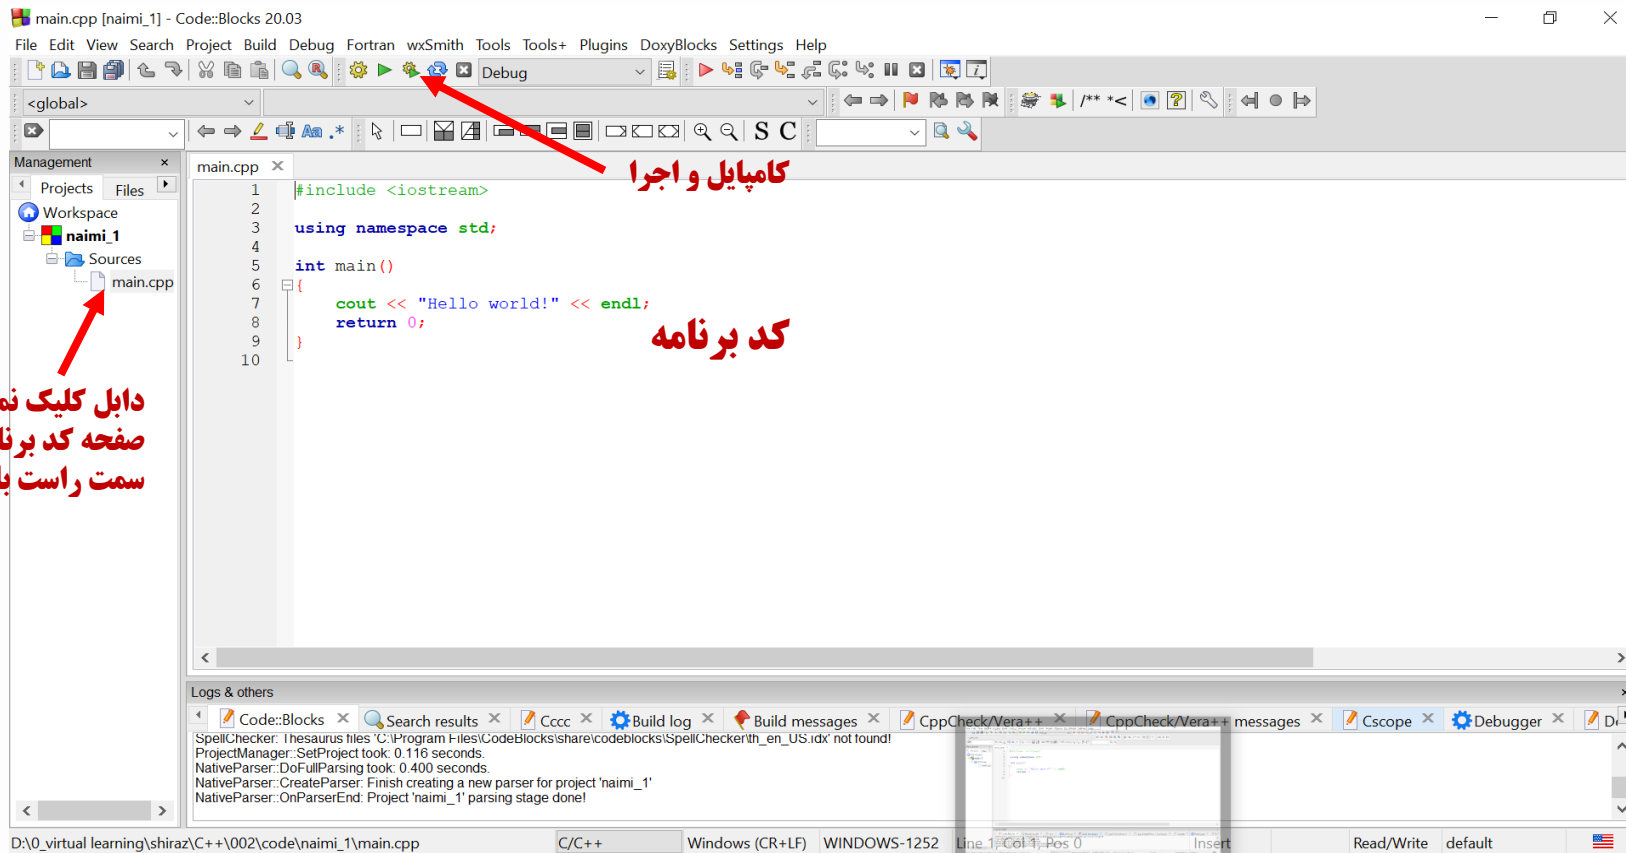 main.cpp [naimi_1] - Code::Blocks 20.03
File Edit View Search Project Build Debug Fortran wxSmith Tools Tools+ Plugins DoxyBlocks Settings Help
Debug
<global>
/** *<
Aa .*
S C
Management
Projects Files
Workspace
naimi_1
Sources
main.cpp
دابل کلیک
صفحه کد
سمت راست
main.cpp
کامپایل و اجرا
1 #include <iostream>
2
3 using namespace std;
4
5 int main()
6 {
7 cout << "Hello world!" << endl;
8 return 0;
9 }
10
کد برنامه
Logs & others
Code::Blocks Search results Cccc Build log Build messages CppCheck/Vera++ CppCheck/Vera++ messages Cscope Debugger
SpellChecker: Thesaurus files 'C:\Program Files\CodeBlocks\share\codeblocks\SpellChecker\th_en_US.idx' not found!
ProjectManager::SetProject took: 0.116 seconds.
NativeParser::DoFullParsing took: 0.400 seconds.
NativeParser::CreateParser: Finish creating a new parser for project 'naimi_1'
NativeParser::OnParserEnd: Project 'naimi_1' parsing stage done!
D:\0_virtual learning\shiraz\C++\002\code\naimi_1\main.cpp C/C++ Windows (CR+LF) WINDOWS-1252 Line 1, Col 1, Pos 0 Insert Read/Write default